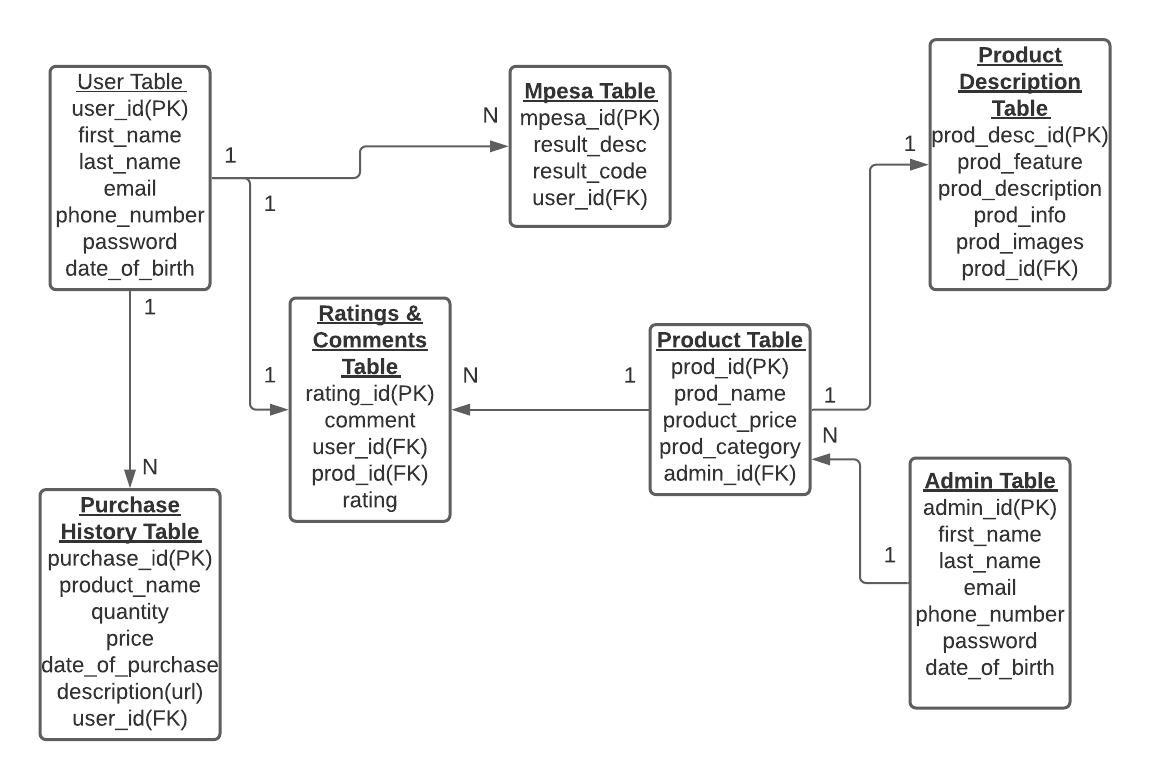 User Table
user_id(PK)
first_name
last_name
email
phone_number
password
date_of_birth
1
1
1
N
Mpesa Table
mpesa_id(PK)
result_desc
result_code
user_id(FK)
1
Product
Description
Table
prod_desc_id(PK)
prod_feature
prod_description
prod_info
prod_images
prod_id(FK)
1
Ratings &
Comments
Table
rating_id(PK)
comment
user_id(FK)
prod_id(FK)
rating
N
1
Product Table
prod_id(PK)
prod_name
product_price
prod_category
admin_id(FK)
1
N
1
Admin Table
admin_id(PK)
first_name
last_name
email
phone_number
password
date_of_birth
N
Purchase
History Table
purchase_id(PK)
product_name
quantity
price
date_of_purchase
description(url)
user_id(FK)